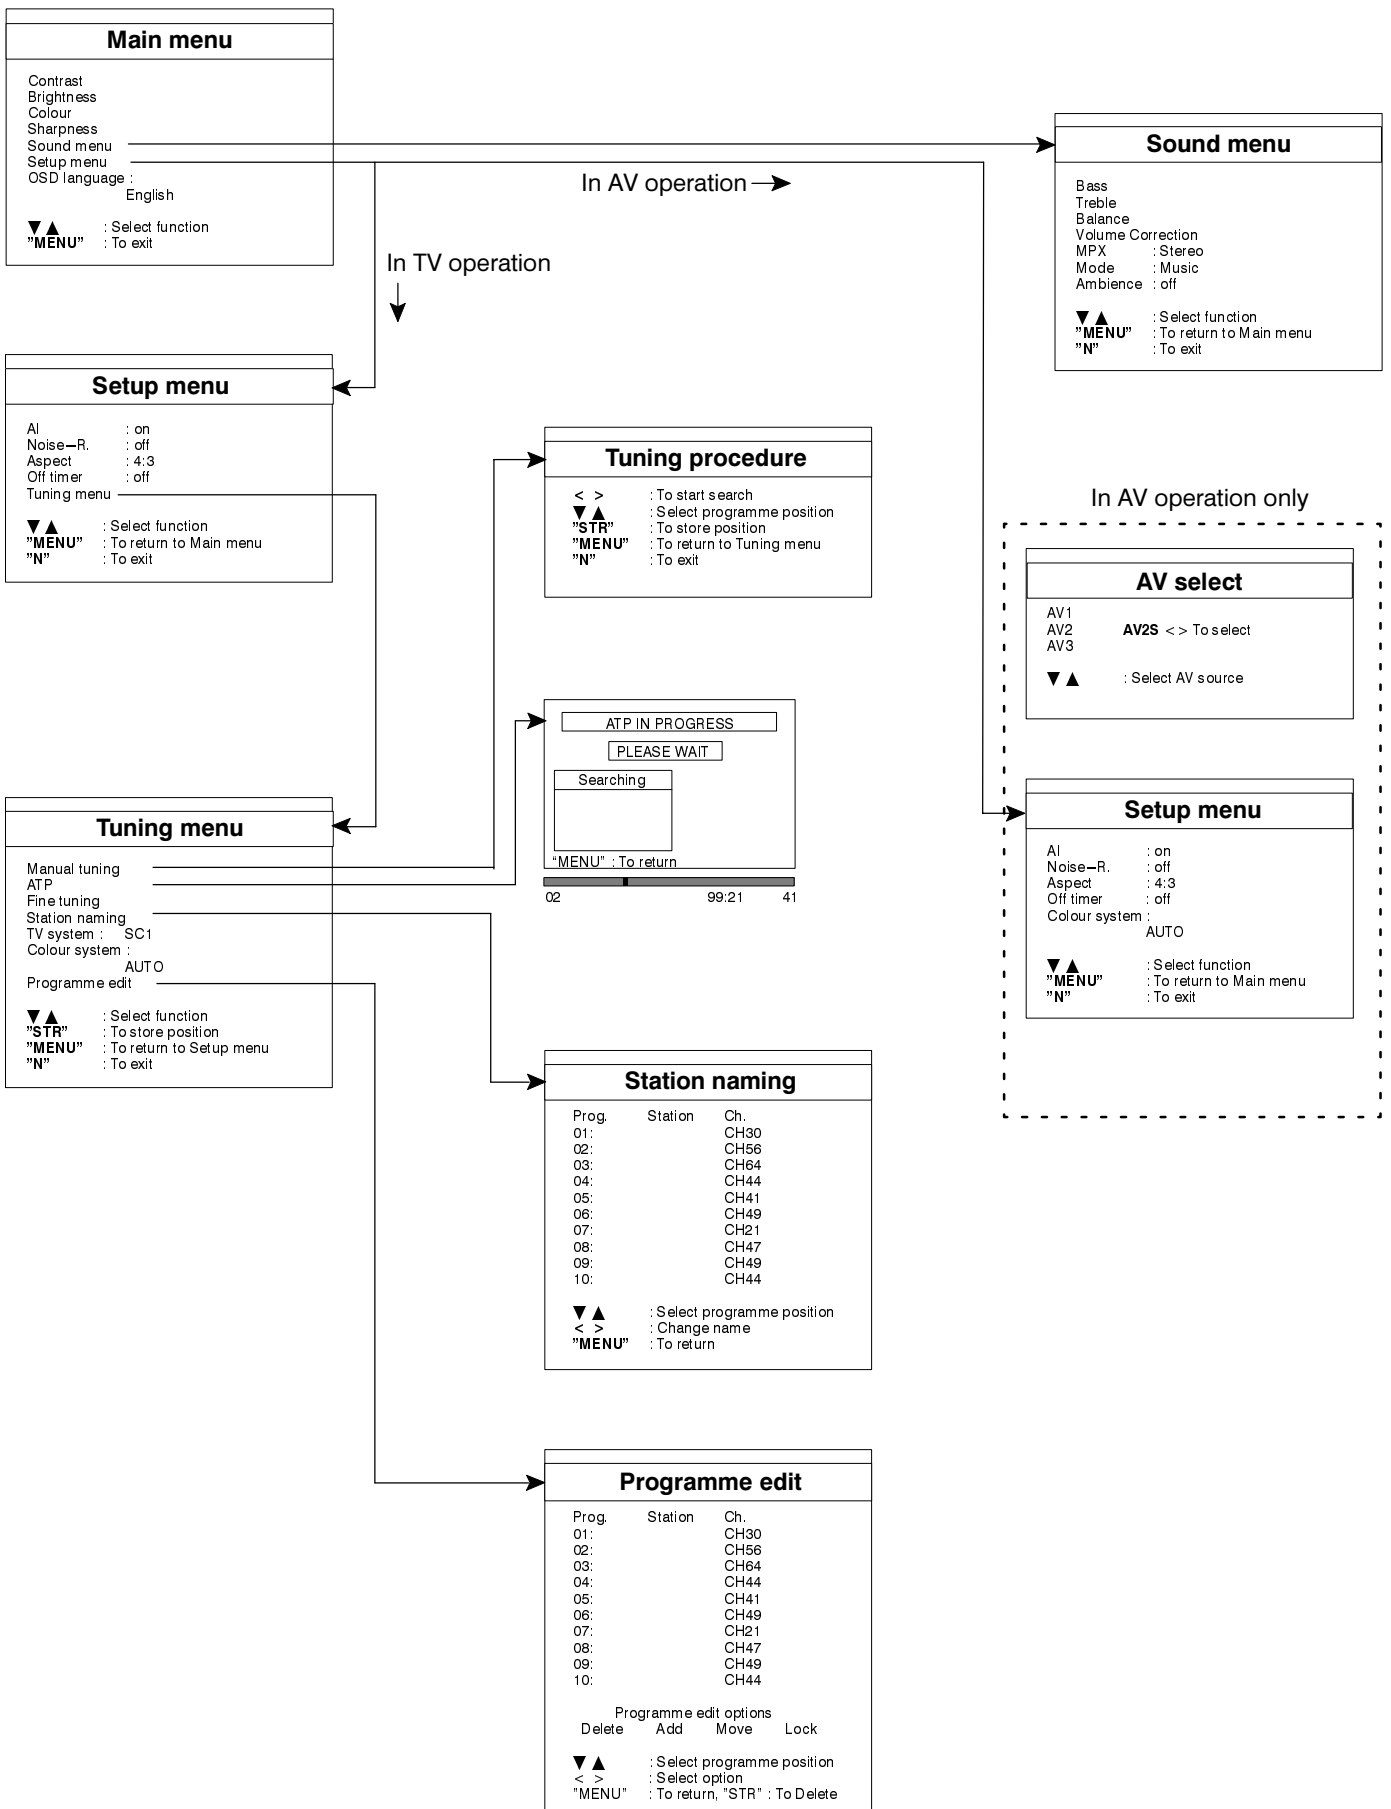 Main menu
Contrast
Brightness
Colour
Sharpness
Sound menu
Setup menu
OSD language :
English
▼ ▲ : Select function
"MENU" : To exit
In AV operation
In TV operation
Sound menu
Bass
Treble
Balance
Volume Correction
MPX : Stereo
Mode : Music
Ambience : off
▼ ▲ : Select function
"MENU" : To return to Main menu
"N" : To exit
Setup menu
AI : on
Noise–R. : off
Aspect : 4:3
Off timer : off
Tuning menu
▼ ▲ : Select function
"MENU" : To return to Main menu
"N" : To exit
Tuning procedure
< > : To start search
▼ ▲ : Select programme position
"STR" : To store position
"MENU" : To return to Tuning menu
"N" : To exit
In AV operation only
AV select
AV1
AV2 AV2S < > To select
AV3
▼ ▲ : Select AV source
ATP IN PROGRESS
PLEASE WAIT
Searching
"MENU" : To return
02 99:21 41
Setup menu
AI : on
Noise–R. : off
Aspect : 4:3
Off timer : off
Colour system :
AUTO
▼ ▲ : Select function
"MENU" : To return to Main menu
"N" : To exit
Tuning menu
Manual tuning
ATP
Fine tuning
Station naming
TV system : SC1
Colour system :
AUTO
Programme edit
▼ ▲ : Select function
"STR" : To store position
"MENU" : To return to Setup menu
"N" : To exit
Station naming
Prog. Station Ch.
01: CH30
02: CH56
03: CH64
04: CH44
05: CH41
06: CH49
07: CH21
08: CH47
09: CH49
10: CH44
▼ ▲ : Select programme position
< > : Change name
"MENU" : To return
Programme edit
Prog. Station Ch.
01: CH30
02: CH56
03: CH64
04: CH44
05: CH41
06: CH49
07: CH21
08: CH47
09: CH49
10: CH44
Programme edit options
Delete Add Move Lock
▼ ▲ : Select programme position
< > : Select option
"MENU" : To return, "STR" : To Delete